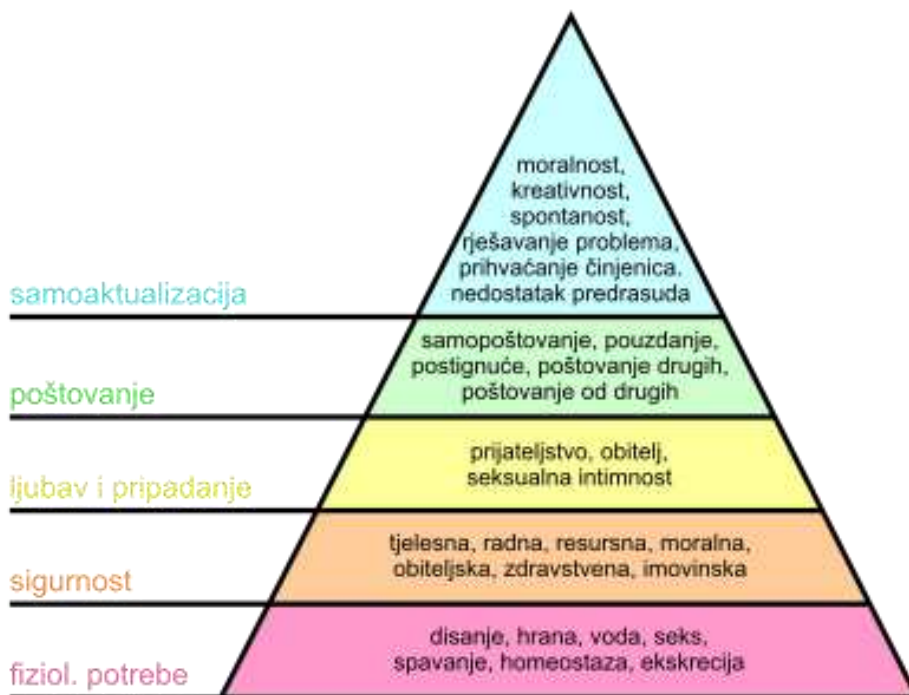 moralnost,
kreativnost,
spontanost,
rješavanje problema,
prihvaćanje činjenica.
nedostatak predrasuda
samoaktualizacija
samopoštovanje, pouzdanje,
postignuće, poštovanje drugih,
poštovanje od drugih
poštovanje
prijateljstvo, obitelj,
seksualna intimnost
ljubav i pripadanje
tjelesna, radna, resursna, moralna,
obiteljska, zdravstvena, imovinska
sigurnost
disanje, hrana, voda, seks,
spavanje, homeostaza, ekskrecija
fiziol. potrebe